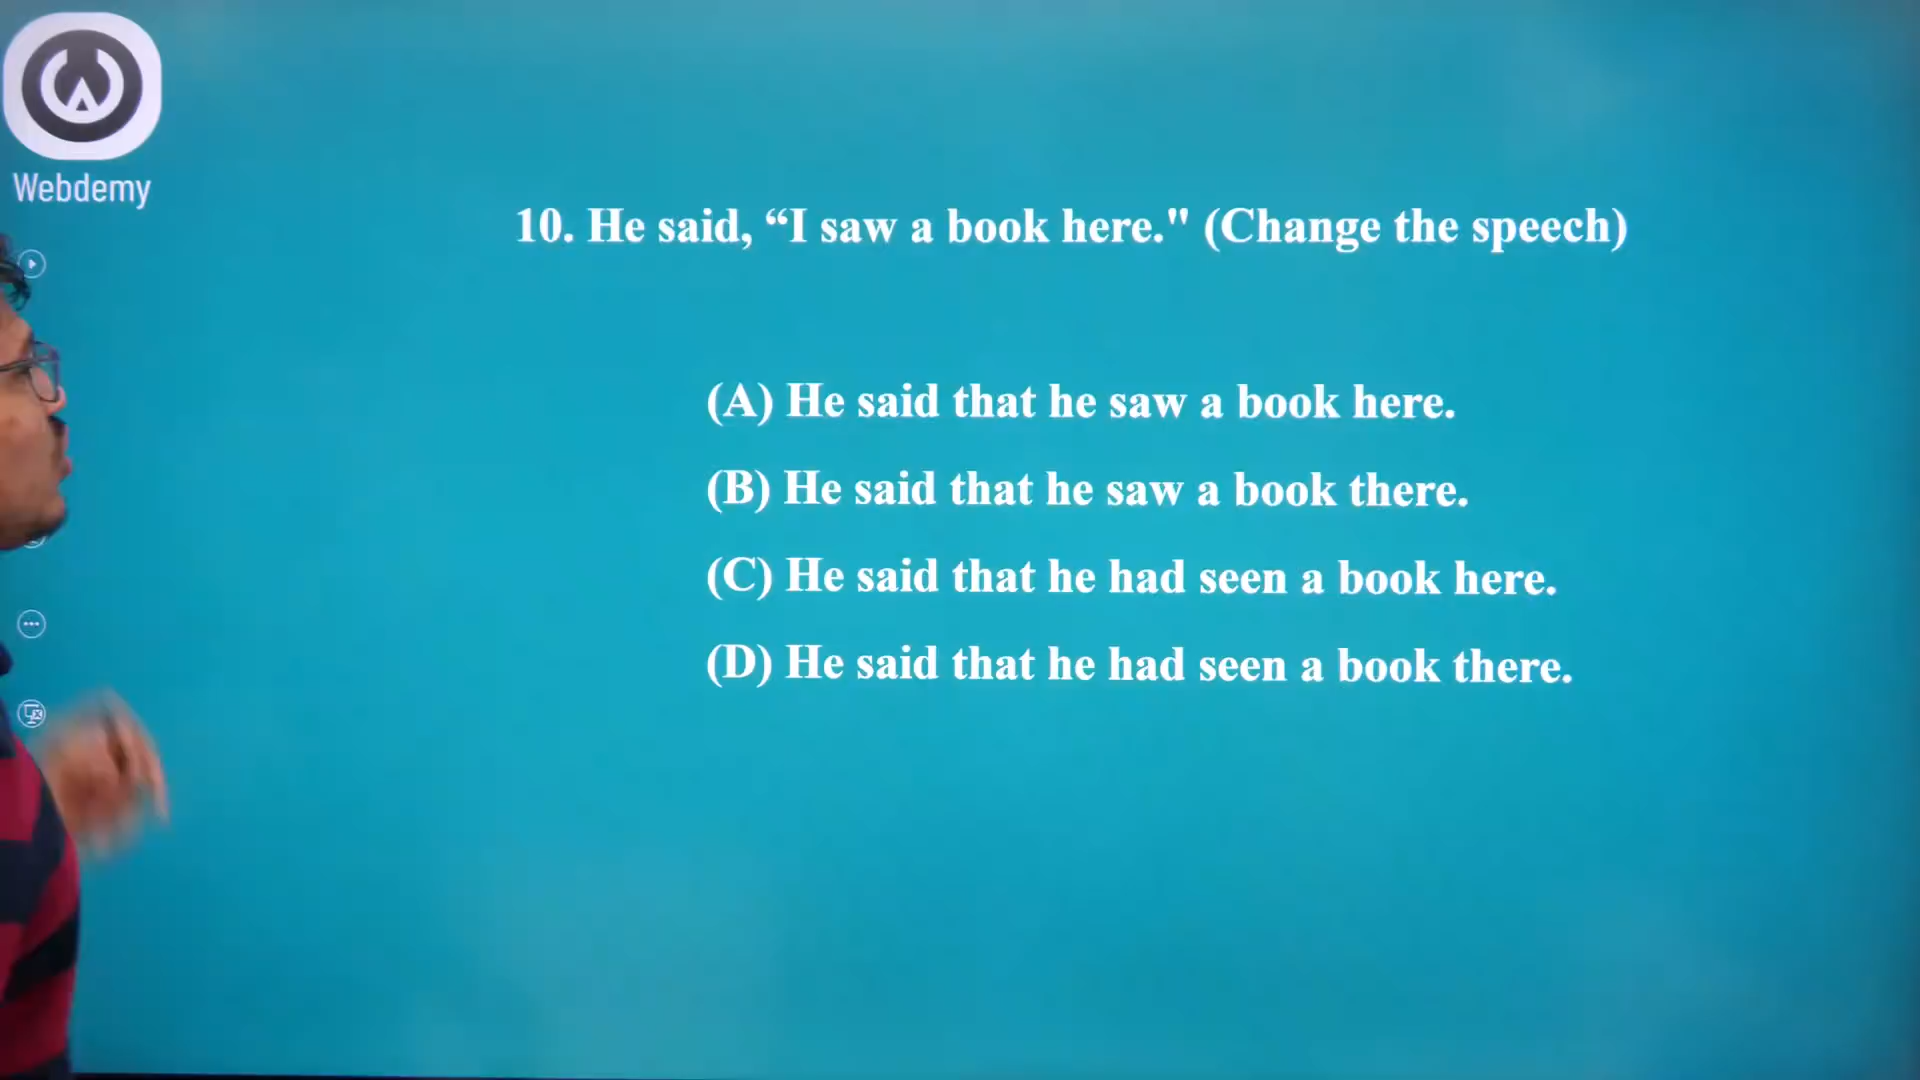 Webdemy
10. He said, “I saw a book here." (Change the speech)
(A) He said that he saw a book here.
(B) He said that he saw a book there.
(C) He said that he had seen a book here.
(D) He said that he had seen a book there.